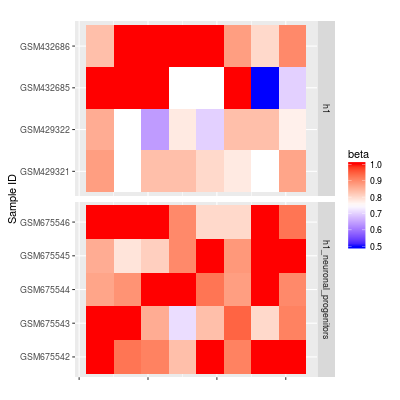 GSM432686
GSM432685
GSM429322
GSM429321
h1
GSM675546
GSM675545
GSM675544
GSM675543
GSM675542
h1_neuronal_progenitors
Sample ID
beta
1.0
0.9
0.8
0.7
0.6
0.5